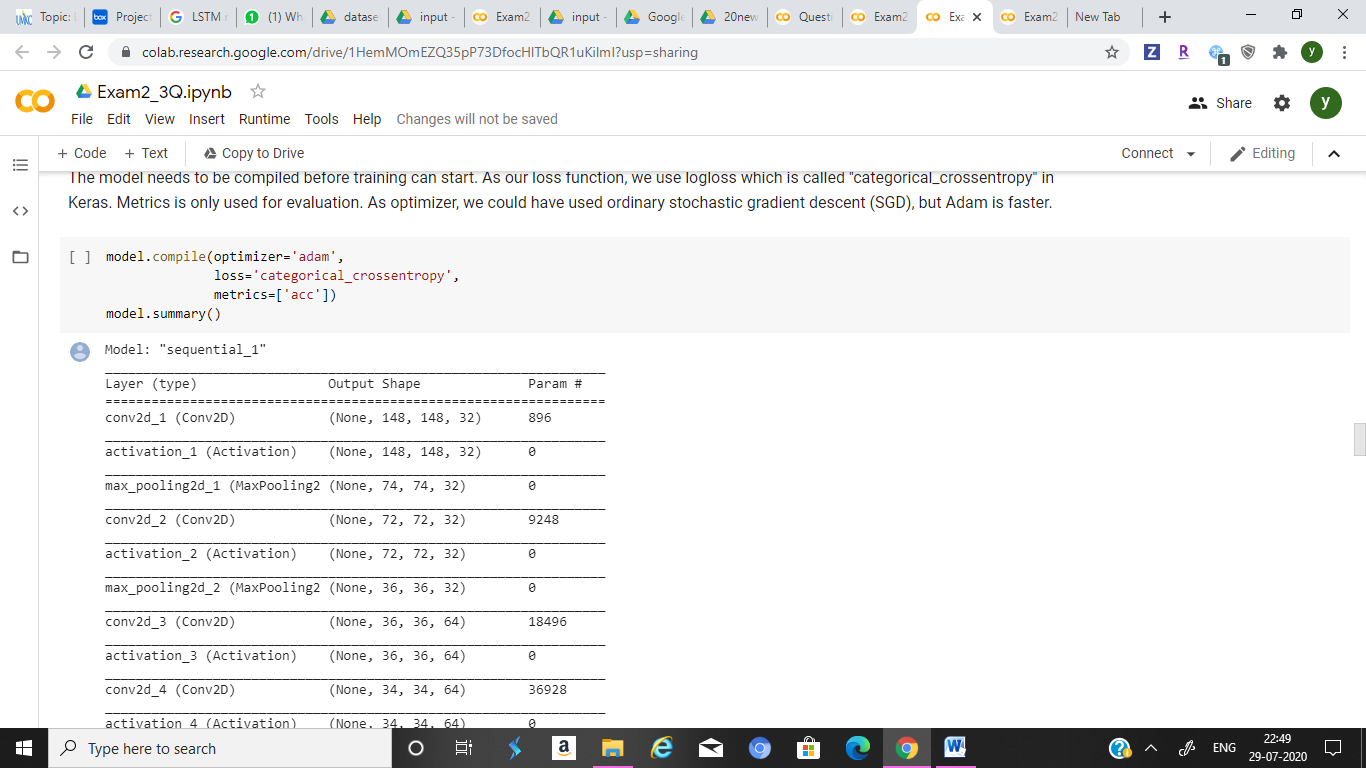 Topic:
Project
LSTM
(1) Wh
datase
input -
Exam2
input -
Google
20new
Questi
Exam2
Exa
Exam2
New Tab
colab.research.google.com/drive/1HemMOmEZQ35pP73DfocHITbQR1uKilmI?usp=sharing
Exam2_3Q.ipynb
File Edit View Insert Runtime Tools Help Changes will not be saved
Share
y
+ Code + Text Copy to Drive
Connect
Editing
The model needs to be compiled before training can start. As our loss function, we use logloss which is called "categorical_crossentropy" in
Keras. Metrics is only used for evaluation. As optimizer, we could have used ordinary stochastic gradient descent (SGD), but Adam is faster.
[ ] model.compile(optimizer='adam',
loss='categorical_crossentropy',
metrics=['acc'])
model.summary()
Model: "sequential_1"
Layer (type) Output Shape Param #
conv2d_1 (Conv2D) (None, 148, 148, 32) 896
activation_1 (Activation) (None, 148, 148, 32) 0
max_pooling2d_1 (MaxPooling2 (None, 74, 74, 32) 0
conv2d_2 (Conv2D) (None, 72, 72, 32) 9248
activation_2 (Activation) (None, 72, 72, 32) 0
max_pooling2d_2 (MaxPooling2 (None, 36, 36, 32) 0
conv2d_3 (Conv2D) (None, 36, 36, 64) 18496
activation_3 (Activation) (None, 36, 36, 64) 0
conv2d_4 (Conv2D) (None, 34, 34, 64) 36928
activation_4 (Activation) (None, 34, 34, 64) 0
Type here to search
ENG
22:49
29-07-2020